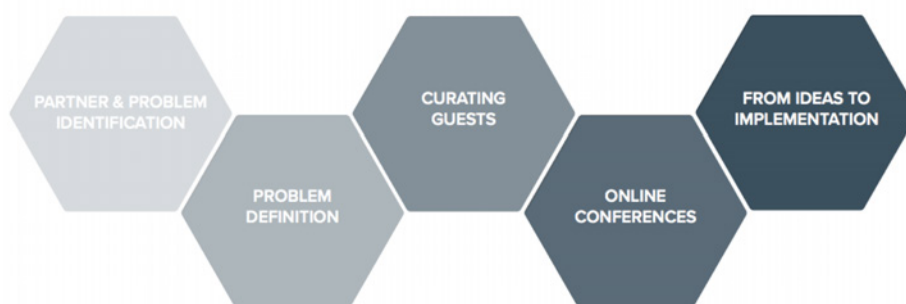 PARTNER & PROBLEM
IDENTIFICATION
PROBLEM
DEFINITION
CURATING
GUESTS
ONLINE
CONFERENCES
FROM IDEAS TO
IMPLEMENTATION